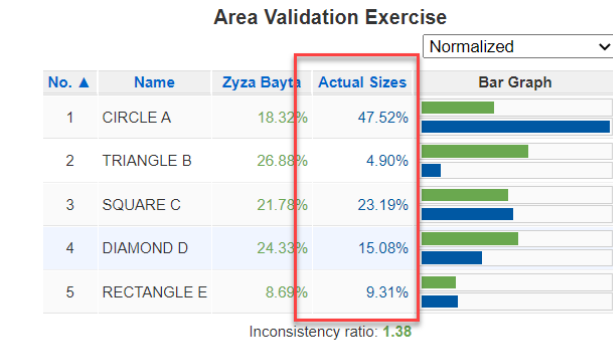 Area Validation Exercise
Normalized
No. ▲ Name Zyza Bayta Actual Sizes Bar Graph
1 CIRCLE A 18.32% 47.52%
2 TRIANGLE B 26.88% 4.90%
3 SQUARE C 21.78% 23.19%
4 DIAMOND D 24.33% 15.08%
5 RECTANGLE E 8.69% 9.31%
Inconsistency ratio: 1.38